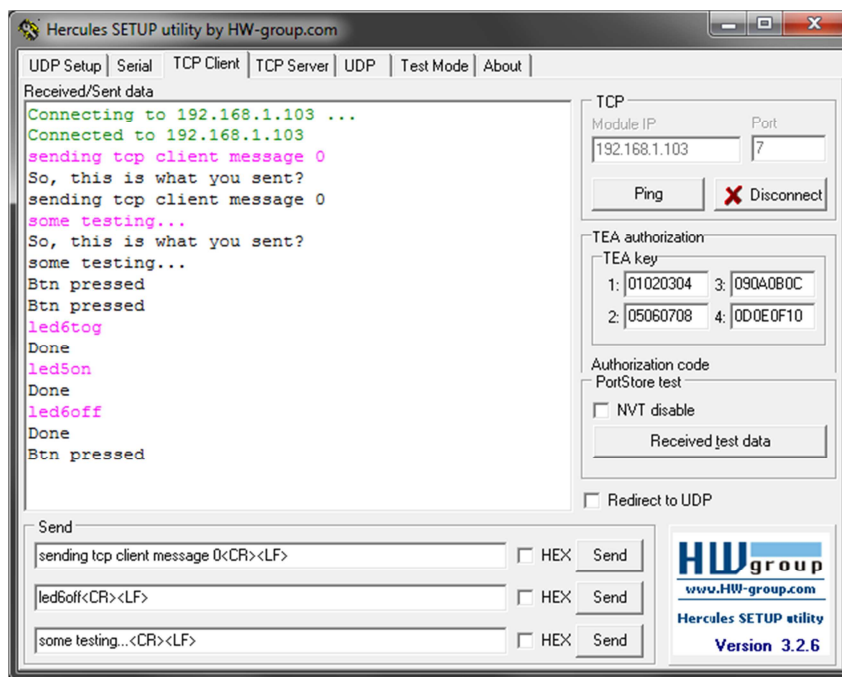 Hercules SETUP utility by HW-group.com
UDP Setup Serial TCP Client TCP Server UDP Test Mode About
Received/Sent data
Connecting to 192.168.1.103 ...
Connected to 192.168.1.103
sending tcp client message 0
So, this is what you sent?
sending tcp client message 0
some testing...
So, this is what you sent?
some testing...
Btn pressed
Btn pressed
led6tog
Done
led5on
Done
led6off
Done
Btn pressed
TCP
Module IP Port
192.168.1.103 7
Ping Disconnect
TEA authorization
TEA key
1: 01020304 3: 090A0B0C
2: 05060708 4: 0D0E0F10
Authorization code
PortStore test
NVT disable
Received test data
Redirect to UDP
Send
sending tcp client message 0<CR><LF> HEX Send
led6off<CR><LF> HEX Send
some testing...<CR><LF> HEX Send
HW group
www.HW-group.com
Hercules SETUP utility
Version 3.2.6